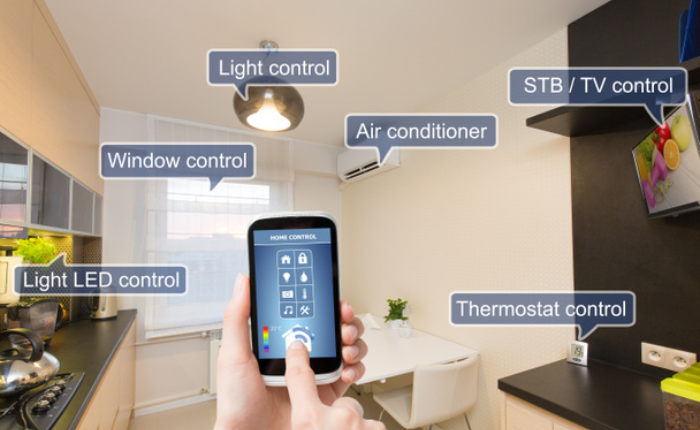 Light control
STB / TV control
Air conditioner
Window control
HOME CONTROL
Light LED control
Thermostat control